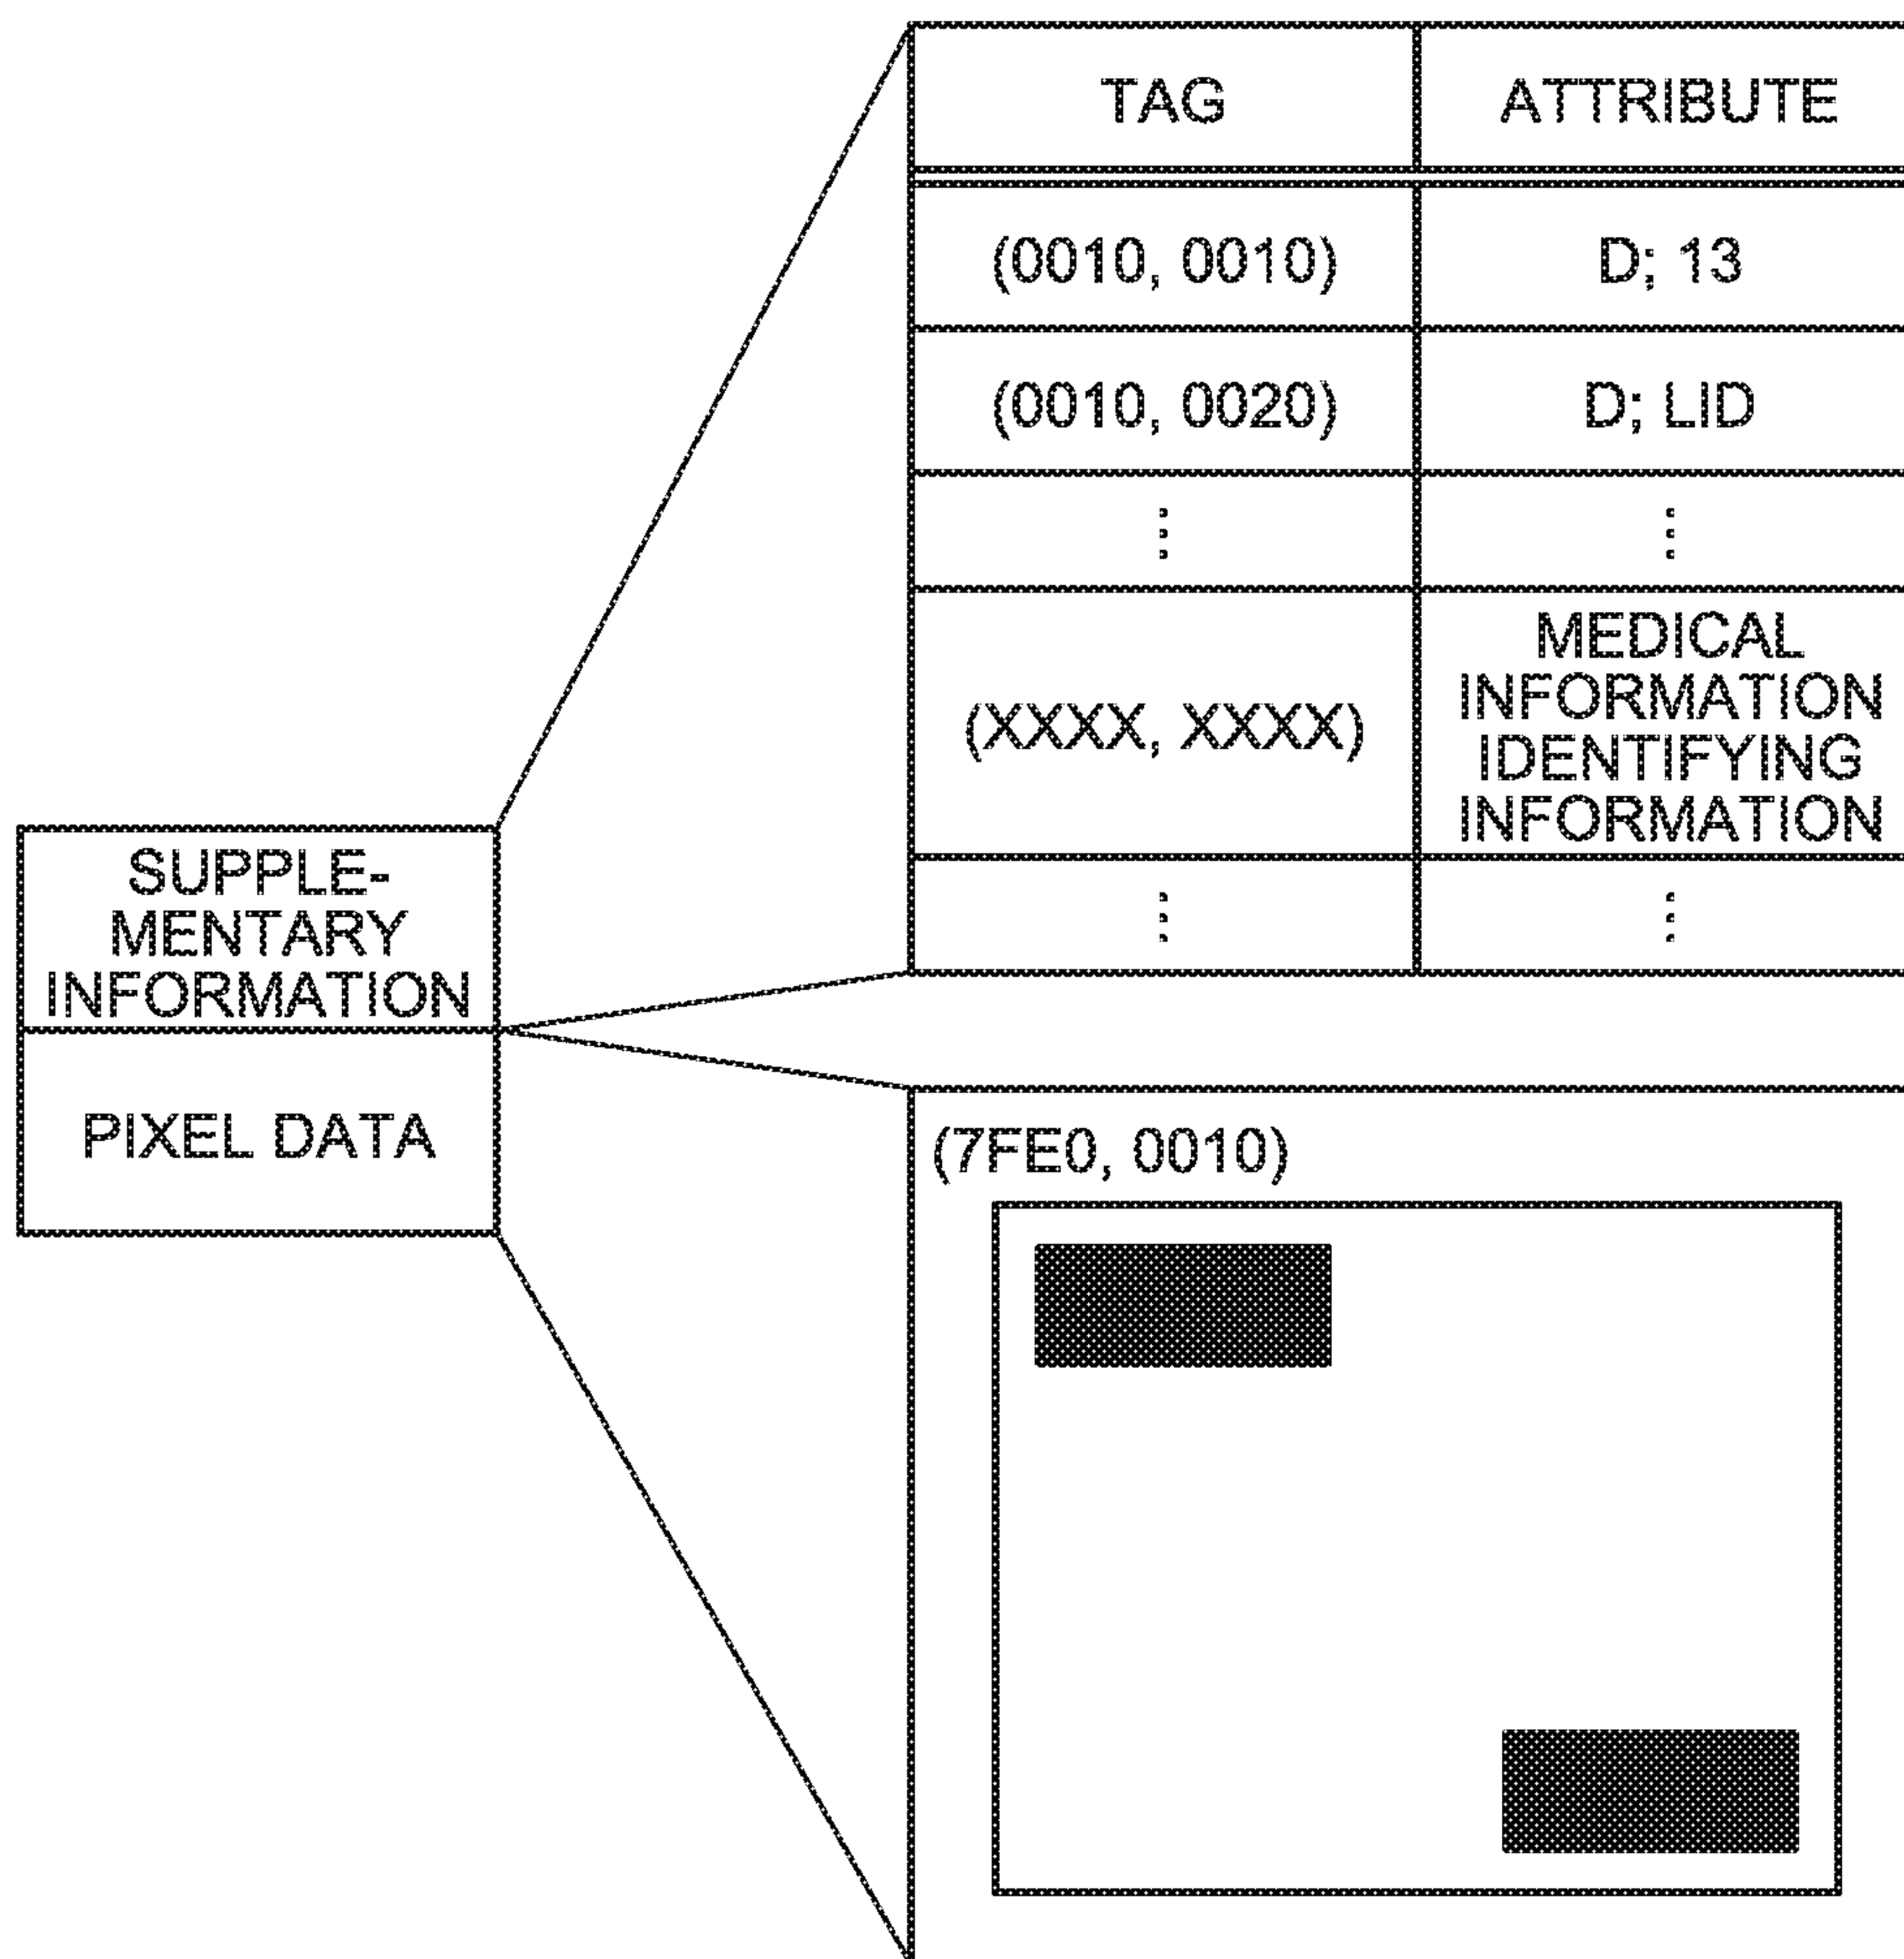 TAG ATTRIBUTE
(0010, 0010) D; 13
(0010, 0020) D; LID
⋮ ⋮
(XXXX, XXXX) MEDICAL
INFORMATION
IDENTIFYING
INFORMATION
⋮ ⋮
SUPPLE-
MENTARY
INFORMATION
PIXEL DATA
(7FE0, 0010)